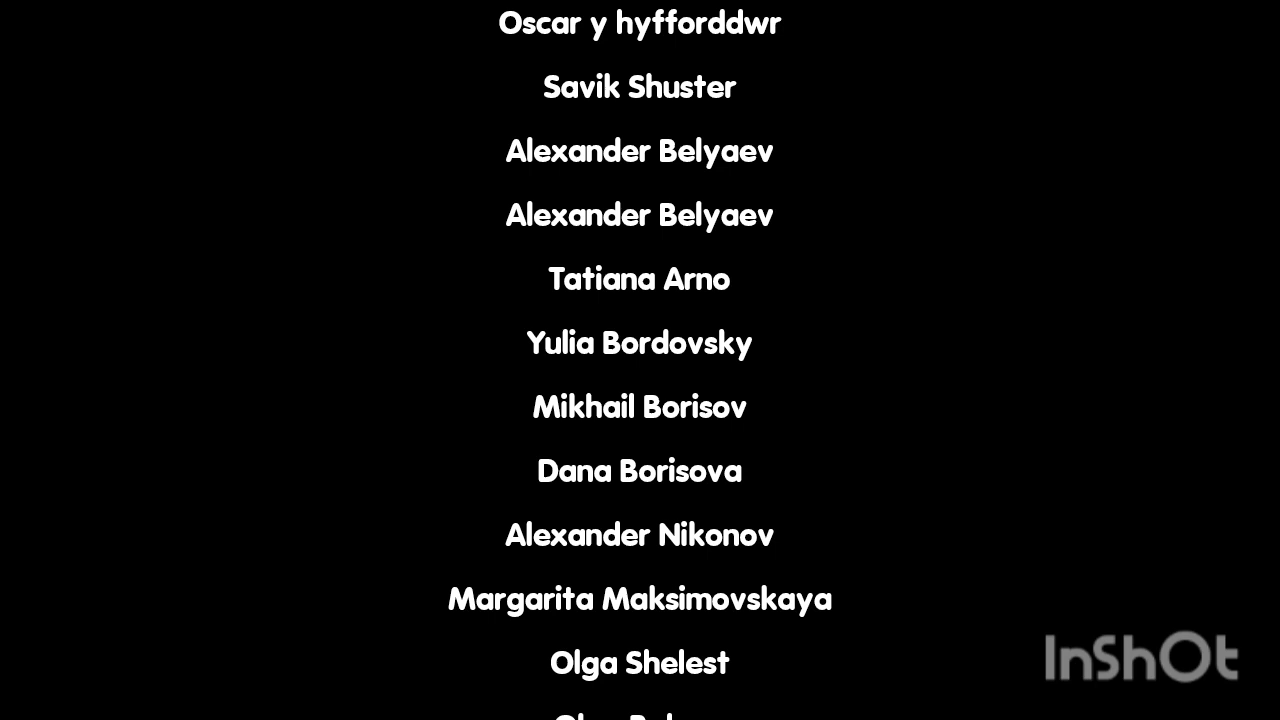 Oscar y hyfforddwr
Savik Shuster
Alexander Belyaev
Alexander Belyaev
Tatiana Arno
Yulia Bordovsky
Mikhail Borisov
Dana Borisova
Alexander Nikonov
Margarita Maksimovskaya
Olga Shelest
InShOt